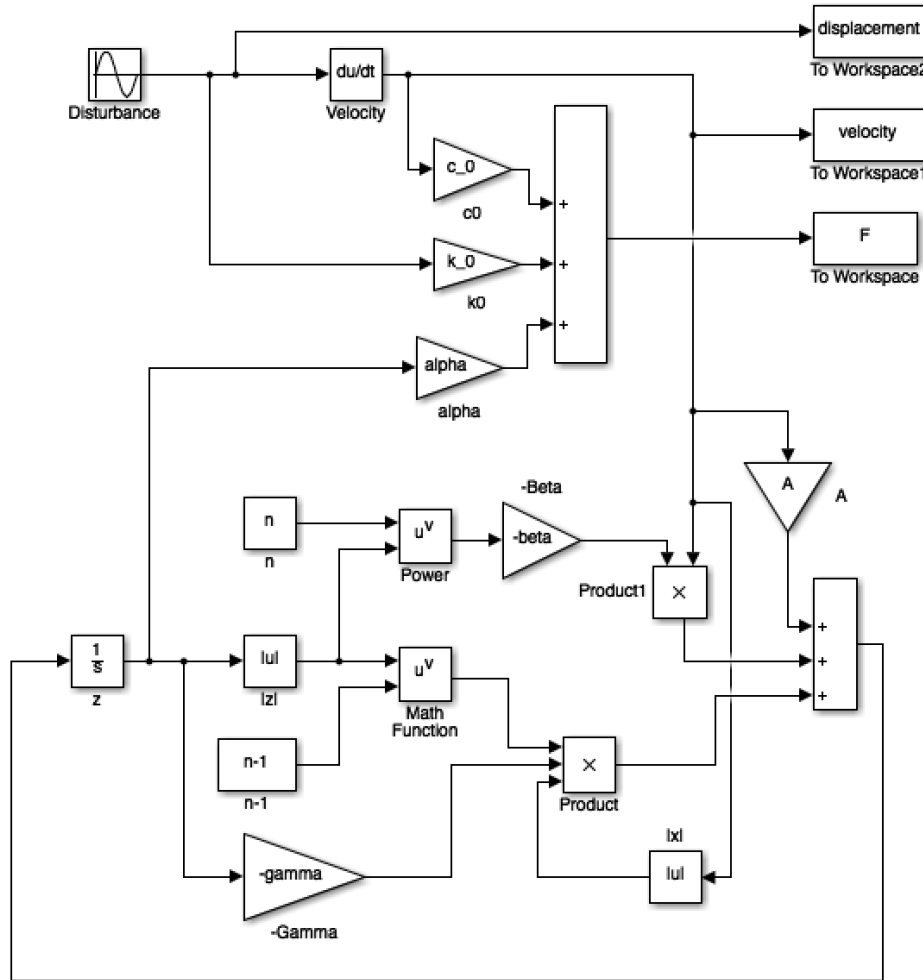 displacement
To Workspace2
Disturbance
du/dt
Velocity
velocity
To Workspace1
c_0
c0
+
F
To Workspace
k_0
k0
+
+
alpha
alpha
A
A
-Beta
n
n
u^v
Power
-beta
Product1
×
+
+
+
1
s
z
|u|
|z|
u^v
Math
Function
n-1
n-1
×
Product
|x|
|u|
-gamma
-Gamma